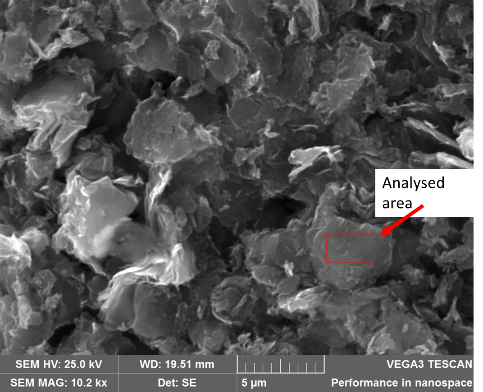 Analysed
area
SEM HV: 25.0 kV
WD: 19.51 mm
VEGA3 TESCAN
SEM MAG: 10.2 kx
Det: SE
5 µm
Performance in nanospace